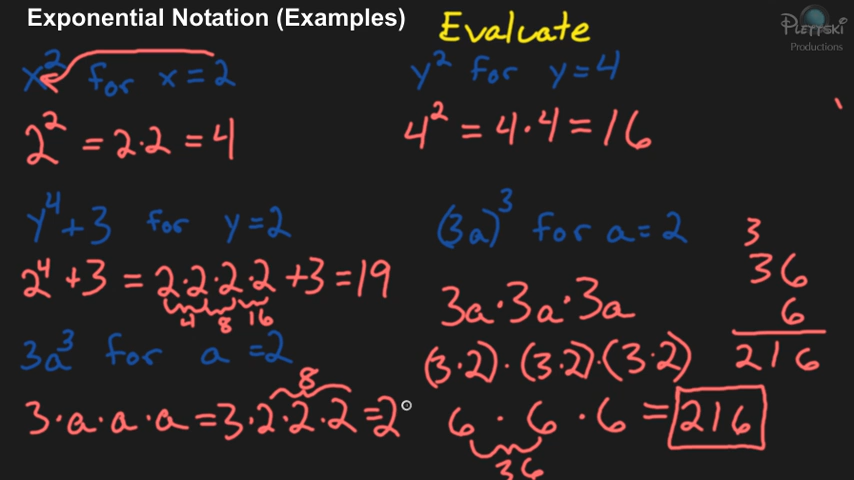 Exponential Notation (Examples)
Evaluate
PLETTSKI
Productions
x² for x = 2
2² = 2·2 = 4
y² for y = 4
4² = 4·4 = 16
y⁴ + 3 for y = 2
2⁴ + 3 = 2·2·2·2 + 3 = 19
4 8 16
3a³ for a = 2
8
3·a·a·a = 3·2·2·2 = 2
(3a)³ for a = 2
3a·3a·3a
(3·2)·(3·2)·(3·2)
6 · 6 · 6 = 216
36
3
36
6
216